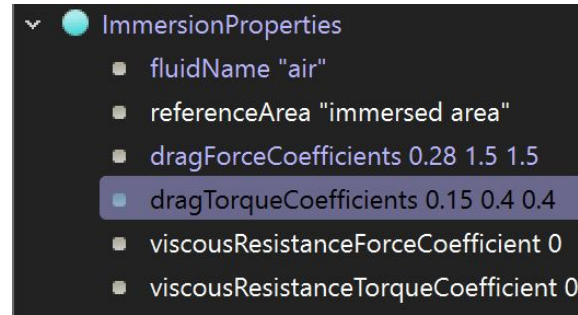 ImmersionProperties
fluidName "air"
referenceArea "immersed area"
dragForceCoefficients 0.28 1.5 1.5
dragTorqueCoefficients 0.15 0.4 0.4
viscousResistanceForceCoefficient 0
viscousResistanceTorqueCoefficient 0